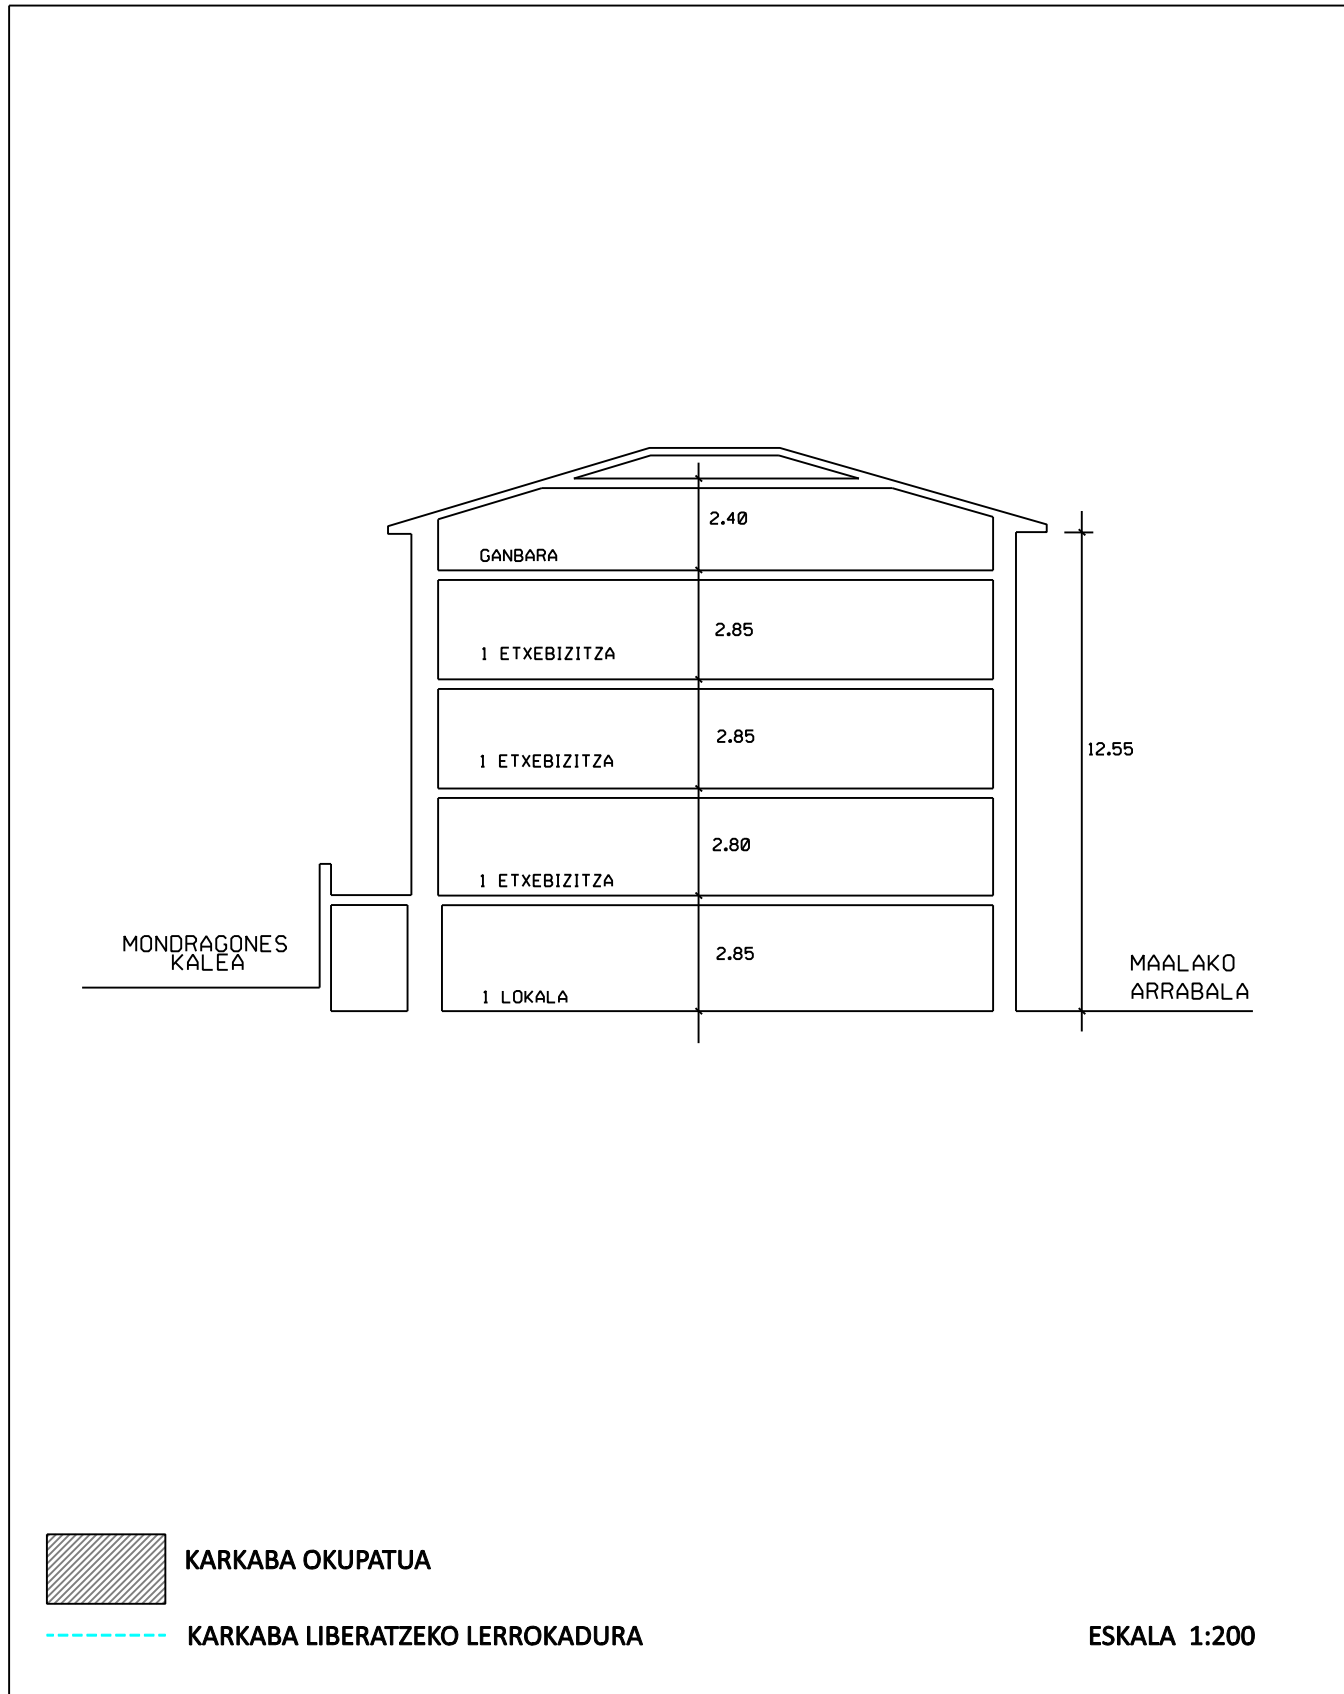 2.40
GANBARA
2.85
1 ETXEBIZITZA
2.85
12.55
1 ETXEBIZITZA
2.80
1 ETXEBIZITZA
MONDRAGONES
KALEA
2.85
1 LOKALA
MAALAKO
ARRABALA
KARKABA OKUPATUA
KARKABA LIBERATZEKO LERROKADURA
ESKALA 1:200